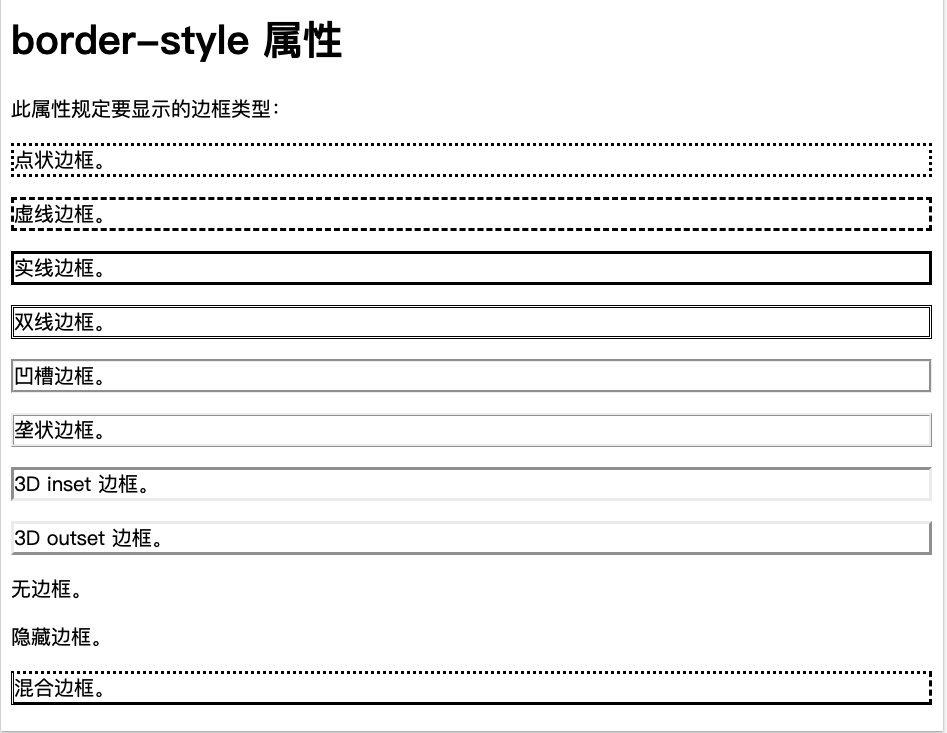 border-style 属性
此属性规定要显示的边框类型：
点状边框。
虚线边框。
实线边框。
双线边框。
凹槽边框。
垄状边框。
3D inset 边框。
3D outset 边框。
无边框。
隐藏边框。
混合边框。